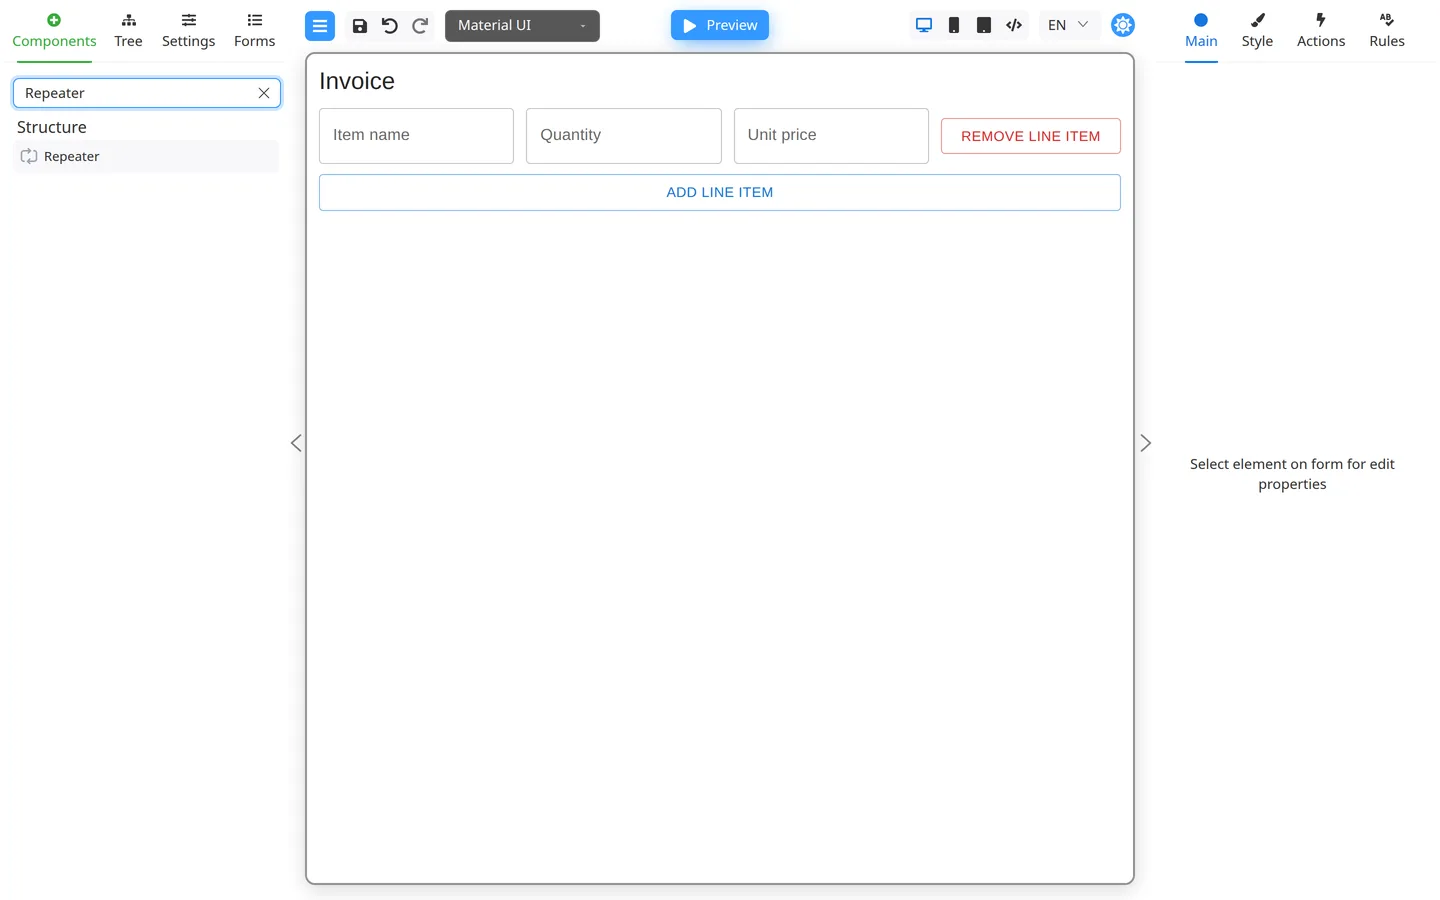 Components
Tree
Settings
Forms
Material UI
Preview
EN
Main
Style
Actions
AB
Rules
Repeater
Structure
Repeater
Invoice
Item name
Quantity
Unit price
REMOVE LINE ITEM
ADD LINE ITEM
Select element on form for edit
properties